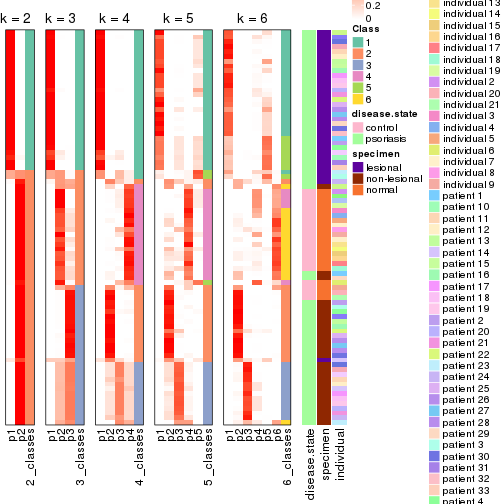 k = 2
k = 3
k = 4
k = 5
k = 6
p1
p2
2_classes
p1
p2
p3
3_classes
p1
p2
p3
p4
4_classes
p1
p2
p3
p4
p5
5_classes
p1
p2
p3
p4
p5
p6
6_classes
disease.state
specimen
individual
0.2
0
Class
1
2
3
4
5
6
disease.state
control
psoriasis
specimen
lesional
non-lesional
normal
individual 13
individual 14
individual 15
individual 16
individual 17
individual 18
individual 19
individual 2
individual 20
individual 21
individual 3
individual 4
individual 5
individual 6
individual 7
individual 8
individual 9
patient 1
patient 10
patient 11
patient 12
patient 13
patient 14
patient 15
patient 16
patient 17
patient 18
patient 19
patient 2
patient 20
patient 21
patient 22
patient 23
patient 24
patient 25
patient 26
patient 27
patient 28
patient 29
patient 3
patient 30
patient 31
patient 32
patient 33
patient 4